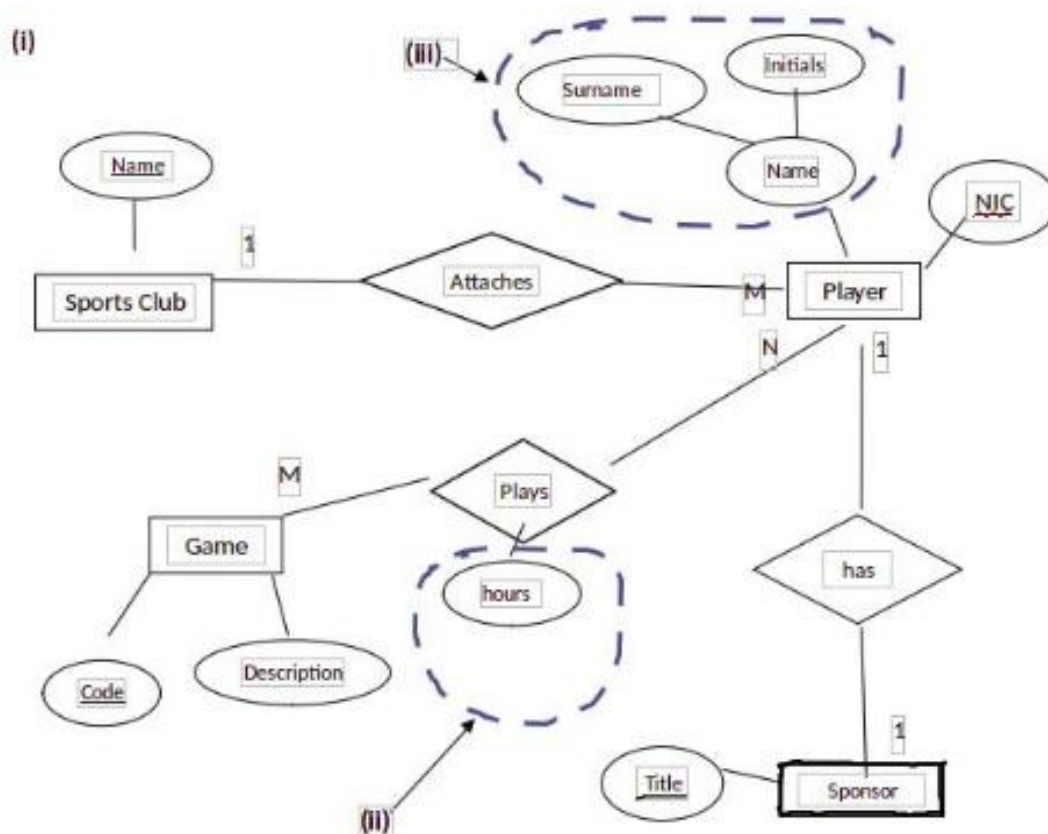 (i)
(iii)
Initials
Surname
Name
Name
NIC
1
Attaches
M
Player
Sports Club
N
1
M
Plays
Game
has
hours
Description
Code
1
Title
Sponsor
(ii)